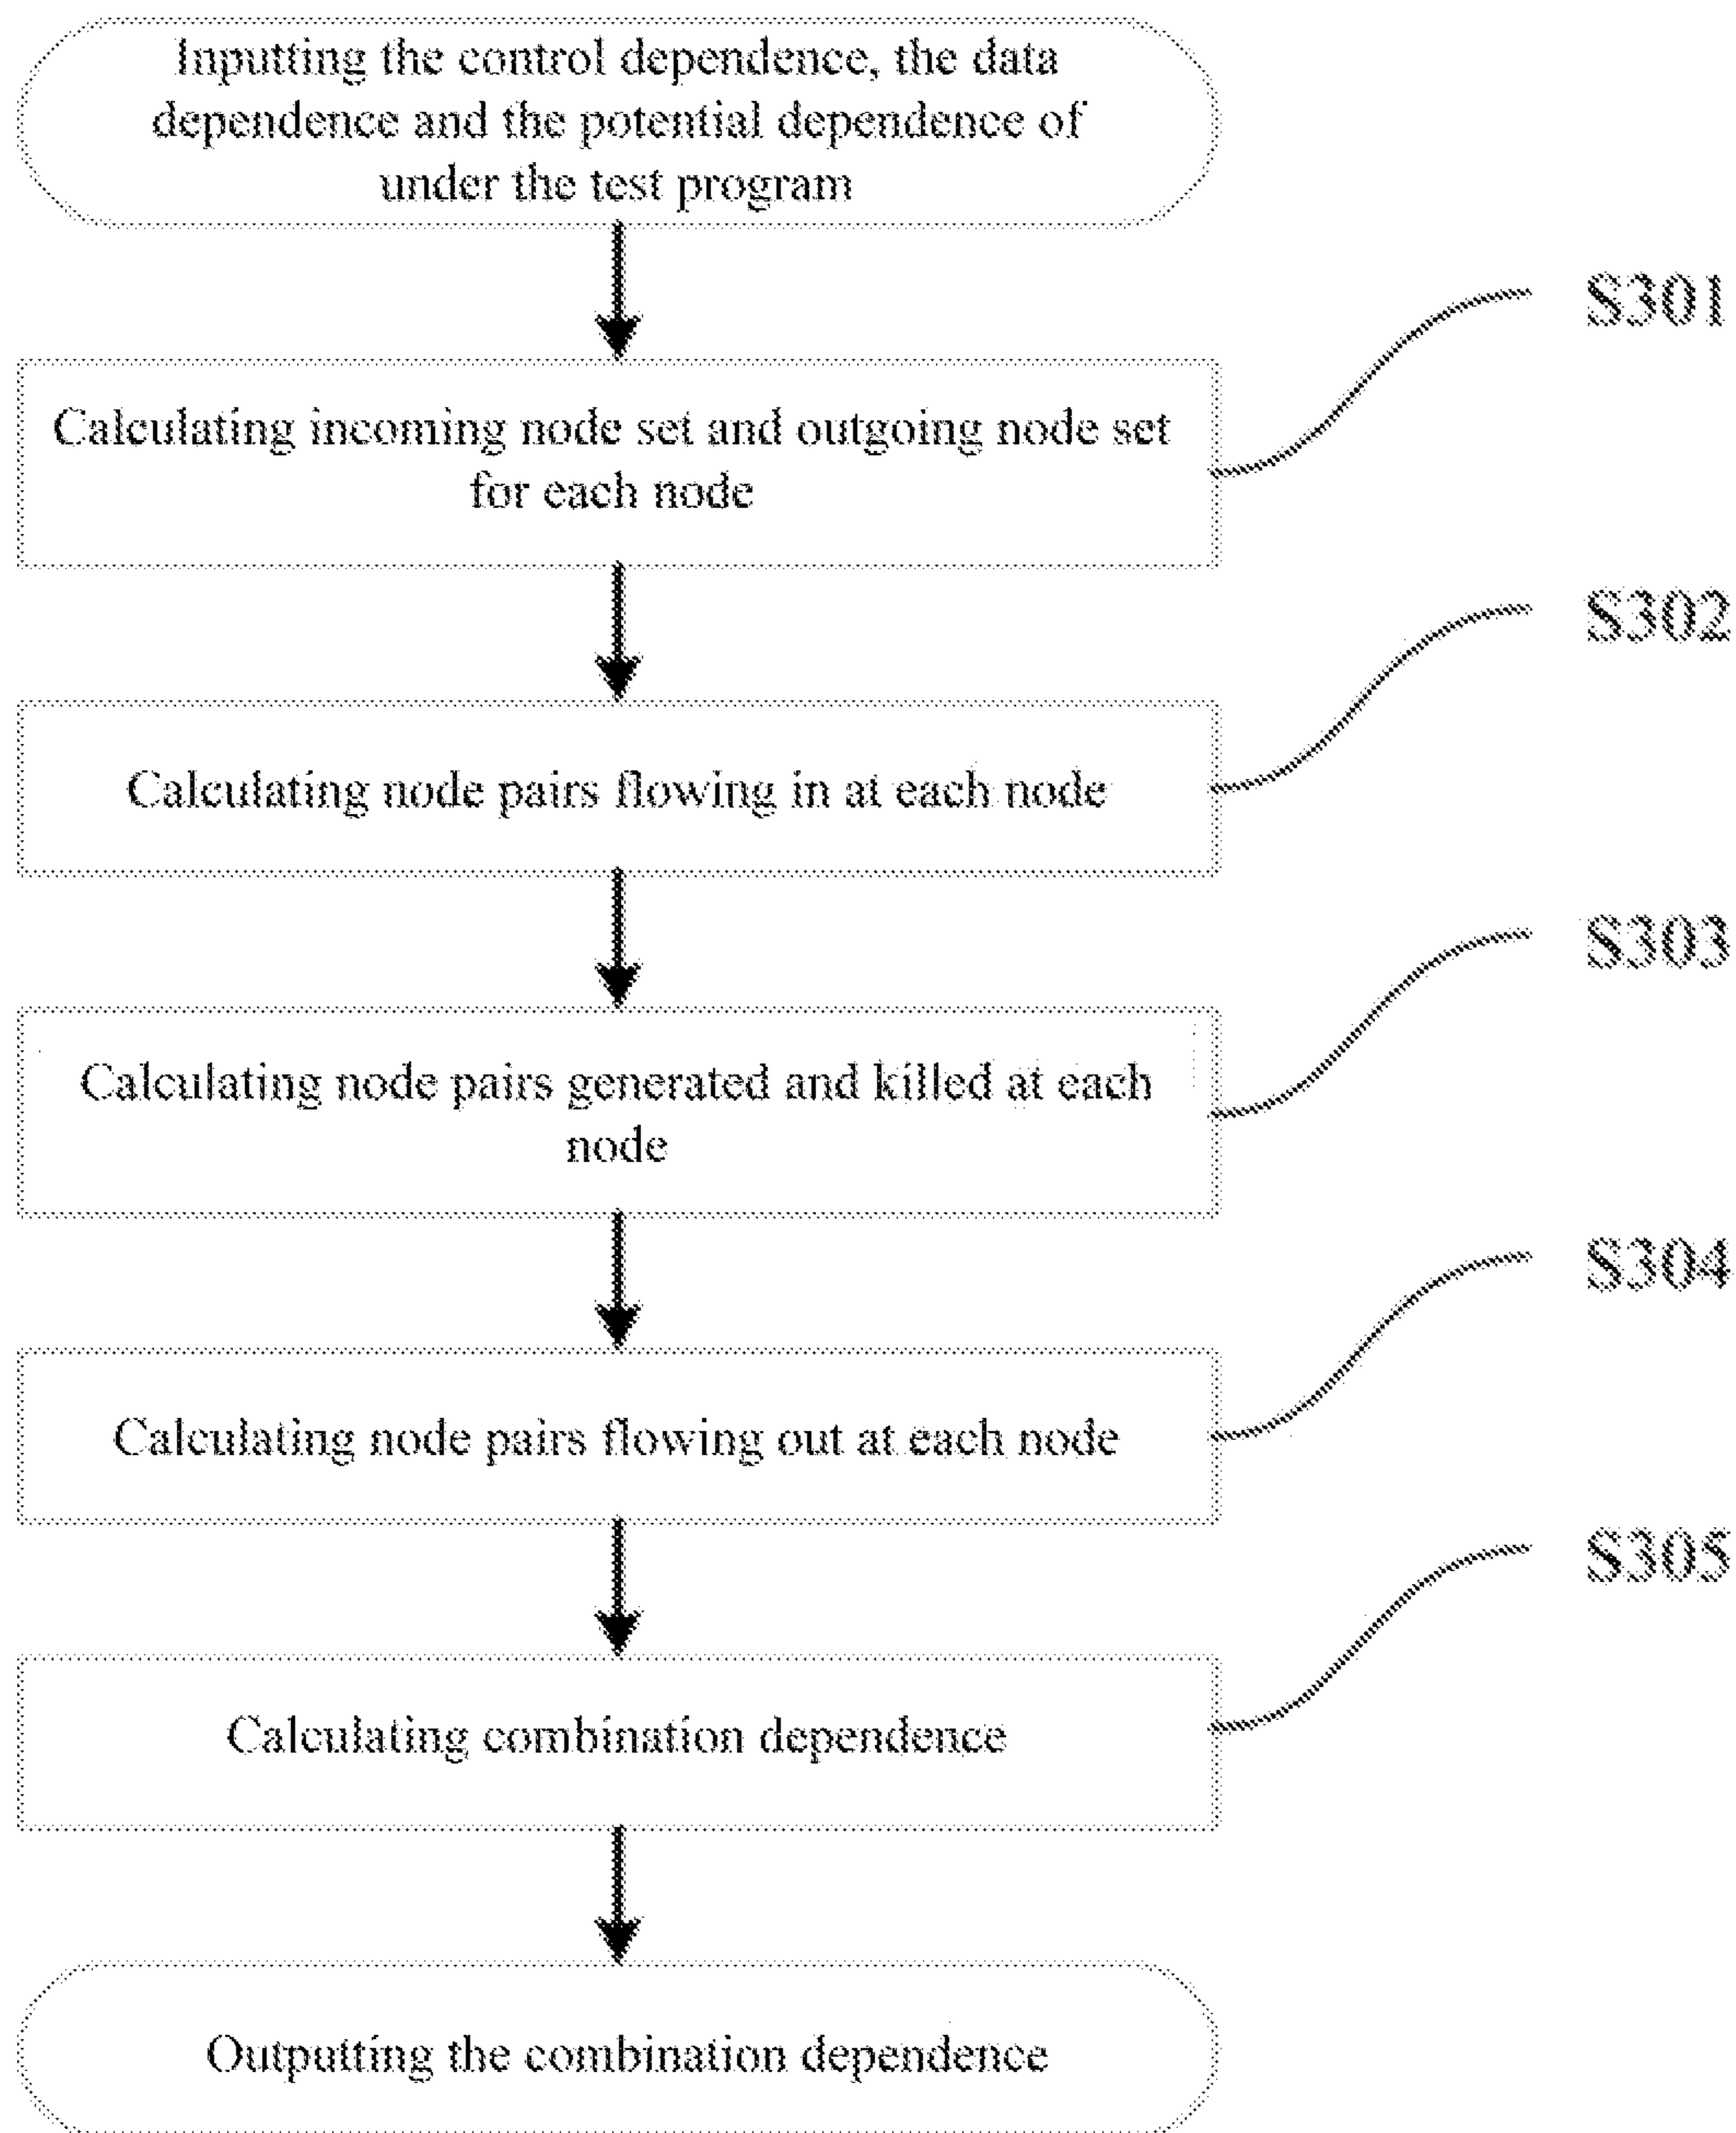 Inputting the control dependence, the data
dependence and the potential dependence of
under the test program
S301
Calculating incoming node set and outgoing node set
for each node
S302
Calculating node pairs flowing in at each node
S303
Calculating node pairs generated and killed at each
node
S304
Calculating node pairs flowing out at each node
S305
Calculating combination dependence
Outputting the combination dependence